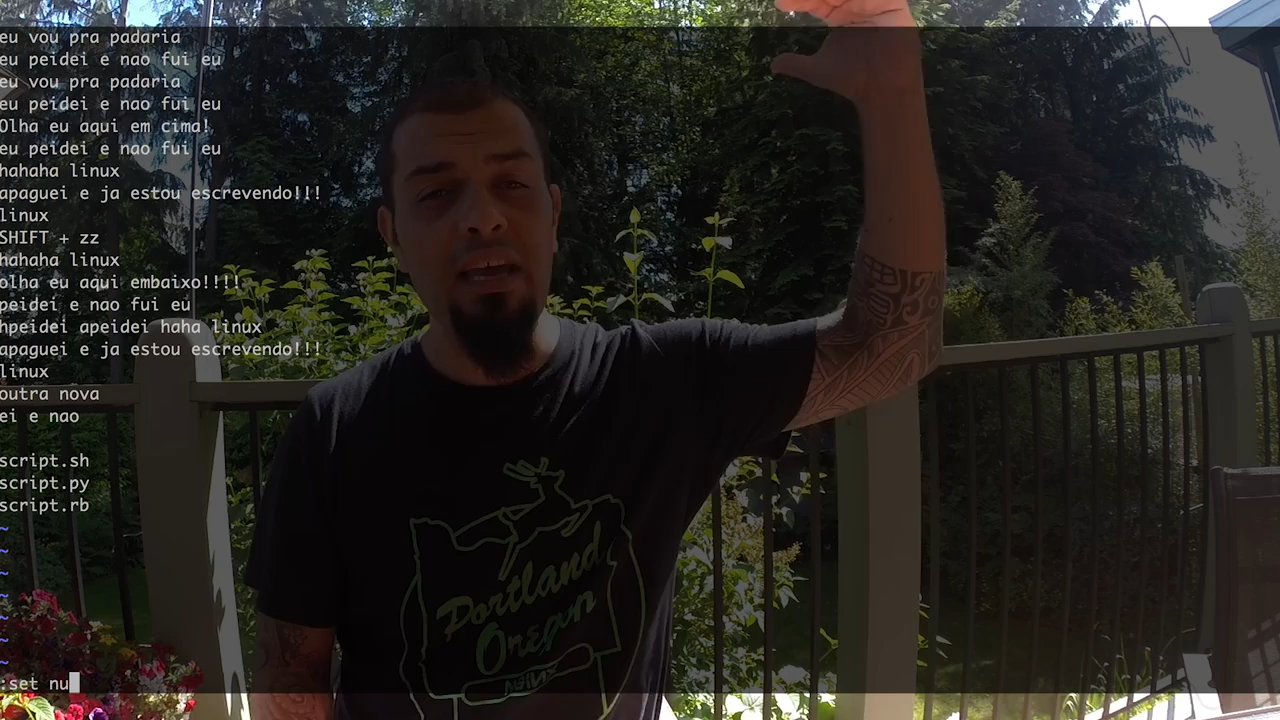 eu vou pra padaria
eu peidei e nao fui eu
eu vou pra padaria
eu peidei e nao fui eu
Olha eu aqui em cima!
eu peidei e nao fui eu
hahaha linux
apaguei e ja estou escrevendo!!!
linux
SHIFT + zz
hahaha linux
olha eu aqui embaixo!!!!
peidei e nao fui eu
hpeidei apeidei haha linux
apaguei e ja estou escrevendo!!!
linux
outra nova
ei e nao
script.sh
script.py
script.rb
~
~
~
~
~
~
~
:set nu
Portland
Oregon
NGINX